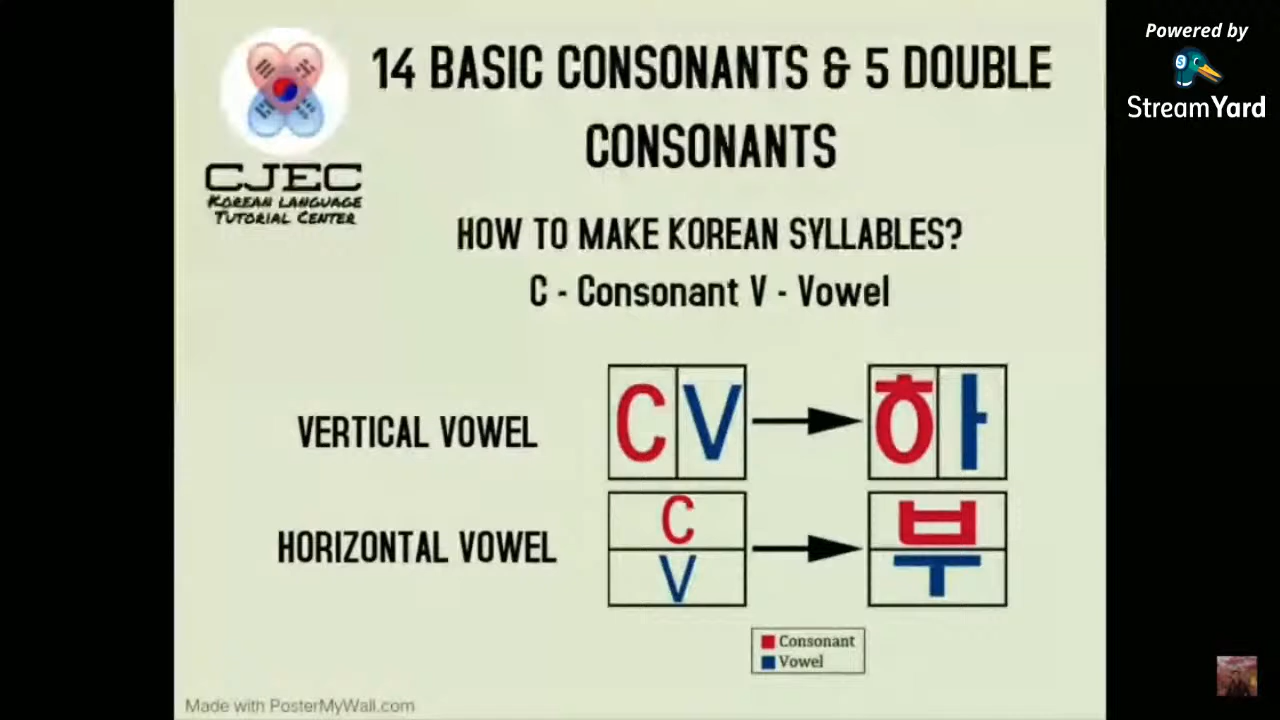 Powered by
StreamYard
14 BASIC CONSONANTS & 5 DOUBLE
CONSONANTS
CJEC
KOREAN LANGUAGE
TUTORIAL CENTER
HOW TO MAKE KOREAN SYLLABLES?
C - Consonant V - Vowel
VERTICAL VOWEL C V 하
HORIZONTAL VOWEL C V 부
Consonant
Vowel
Made with PosterMyWall.com